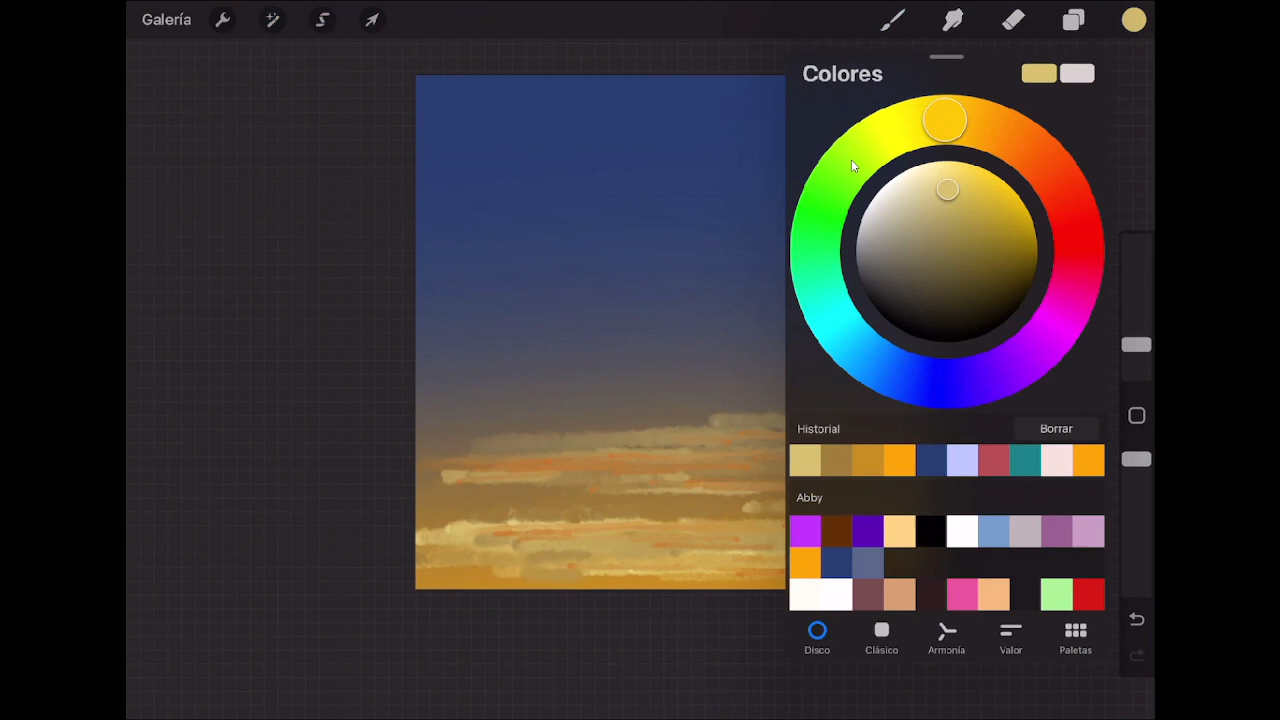 Galería
Colores
Historial
Borrar
Abby
Disco
Clásico
Armonía
Valor
Paletas